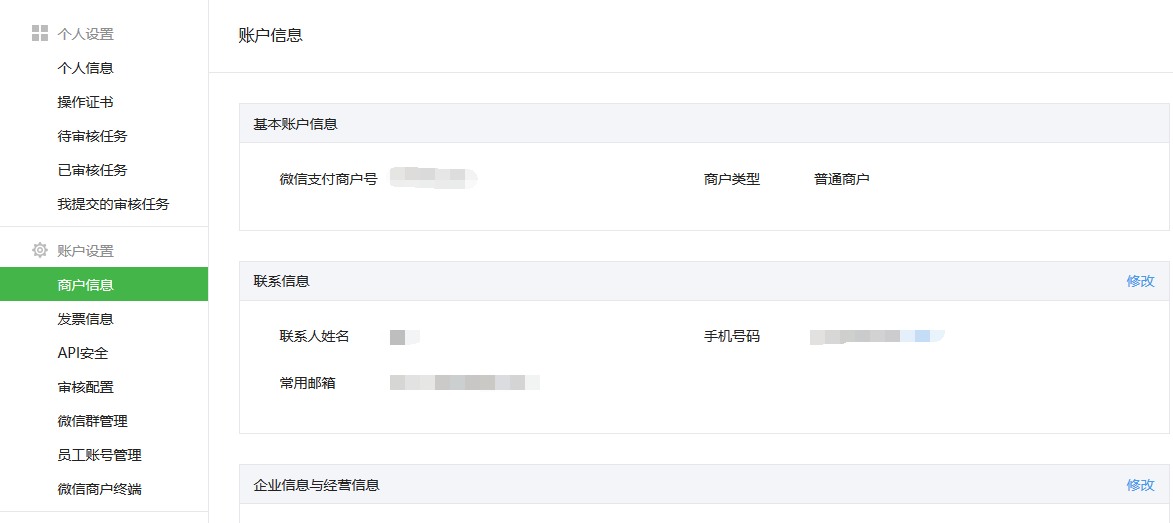 个人设置
个人信息
操作证书
待审核任务
已审核任务
我提交的审核任务
账户设置
商户信息
发票信息
API安全
审核配置
微信群管理
员工账号管理
微信商户终端
账户信息
基本账户信息
微信支付商户号
商户类型 普通商户
联系信息 修改
联系人姓名
手机号码
常用邮箱
企业信息与经营信息 修改